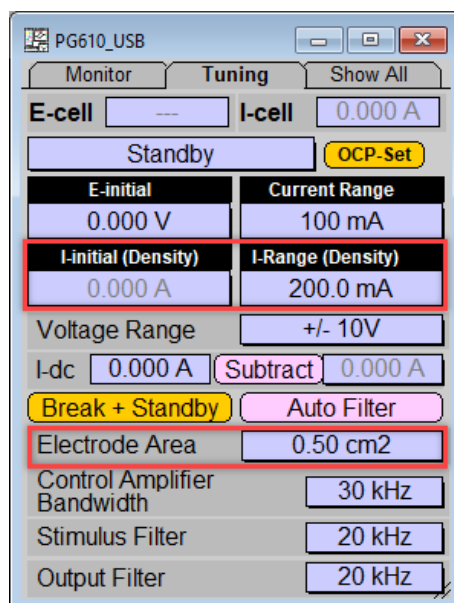 PG610_USB
Monitor Tuning Show All
E-cell --- I-cell 0.000 A
Standby OCP-Set
E-initial Current Range
0.000 V 100 mA
I-initial (Density) I-Range (Density)
0.000 A 200.0 mA
Voltage Range +/- 10V
I-dc 0.000 A Subtract 0.000 A
Break + Standby Auto Filter
Electrode Area 0.50 cm2
Control Amplifier
Bandwidth 30 kHz
Stimulus Filter 20 kHz
Output Filter 20 kHz